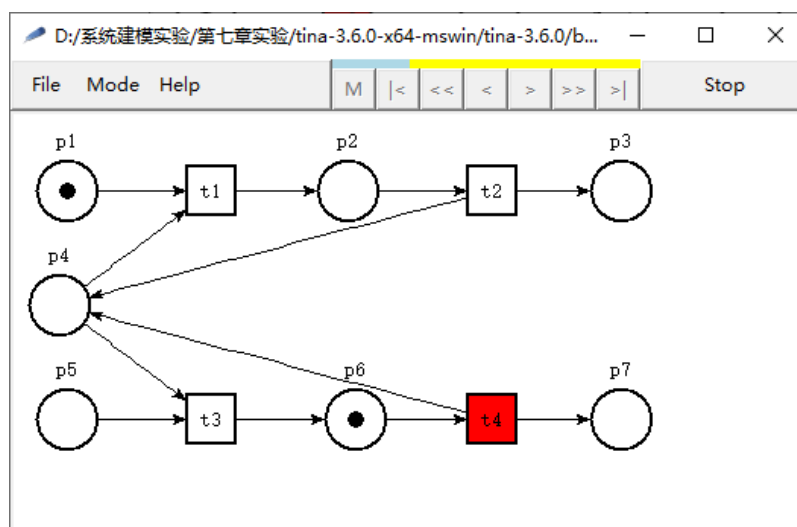 D:/系统建模实验/第七章实验/tina-3.6.0-x64-mswin/tina-3.6.0/b...
File Mode Help M |< << < > >> >| Stop
p1 p2 p3
t1 t2
p4
p5 p6 p7
t3 t4